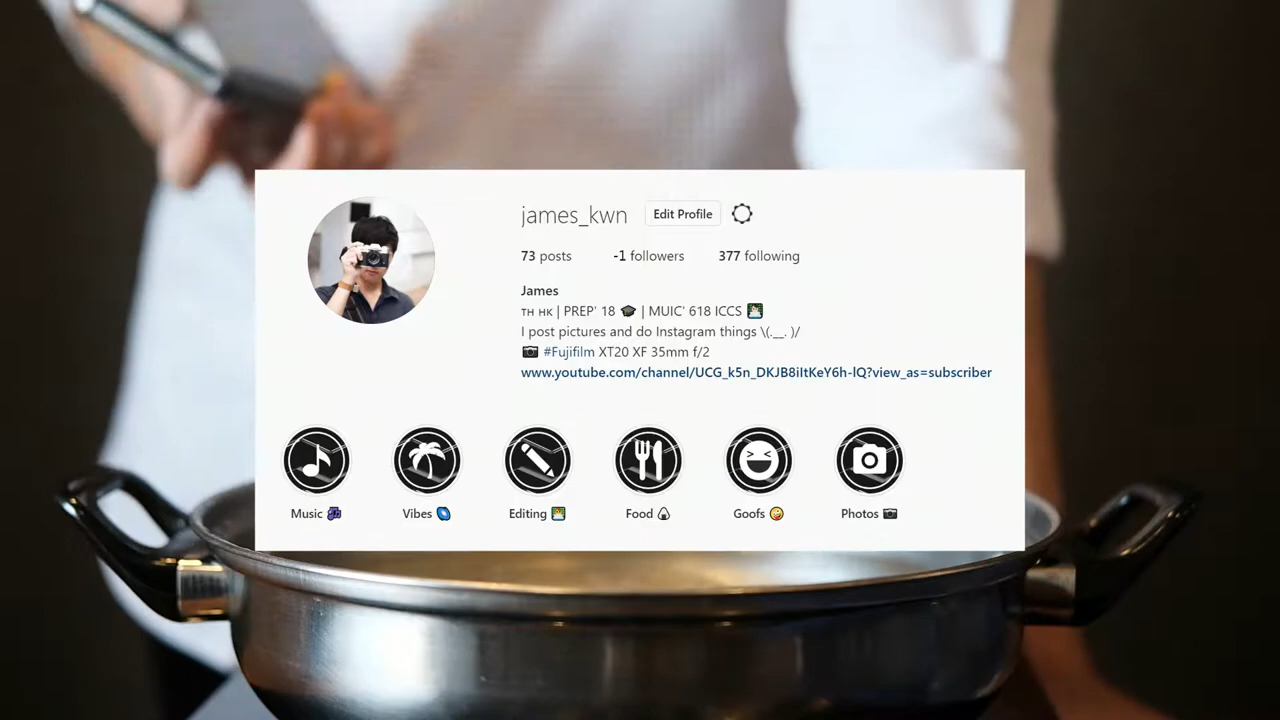 james_kwn Edit Profile
73 posts -1 followers 377 following
James
TH HK | PREP' 18 🎓 | MUIC' 618 ICCS 👨‍💻
I post pictures and do Instagram things \(.__. )/
📷 #Fujifilm XT20 XF 35mm f/2
www.youtube.com/channel/UCG_k5n_DKJB8iItKeY6h-lQ?view_as=subscriber
Music Vibes Editing Food Goofs Photos